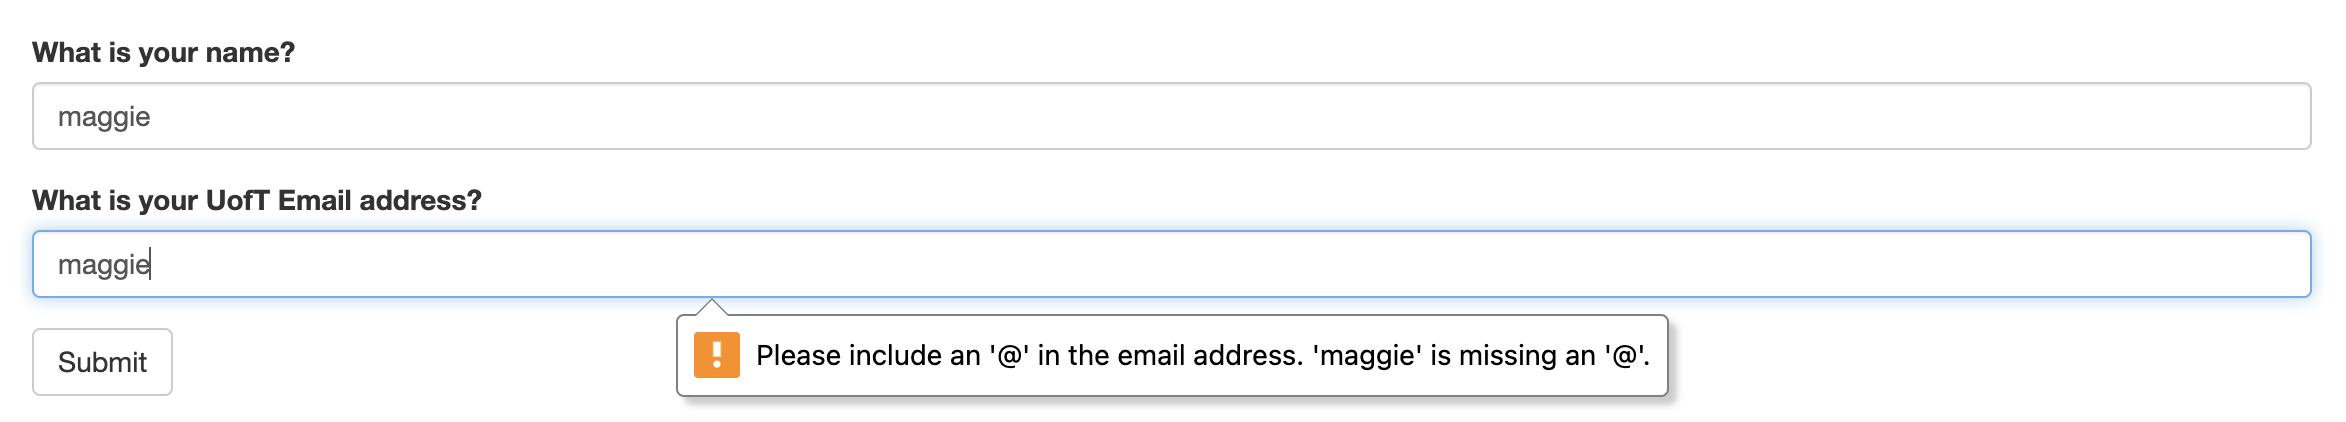 What is your name?
maggie
What is your UofT Email address?
maggie
Please include an '@' in the email address. 'maggie' is missing an '@'.
Submit